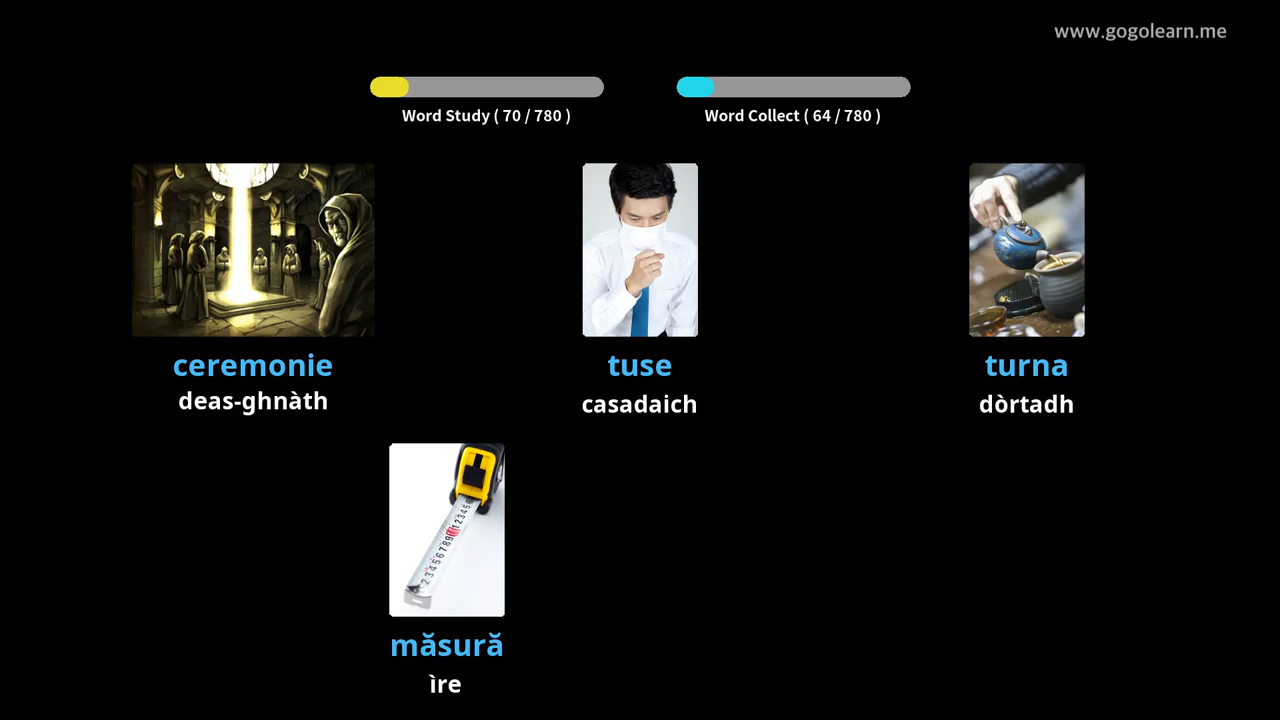 www.gogolearn.me
Word Study ( 70 / 780 )
Word Collect ( 64 / 780 )
ceremonie
deas-ghnàth
tuse
casadaich
turna
dòrtadh
măsură
ìre